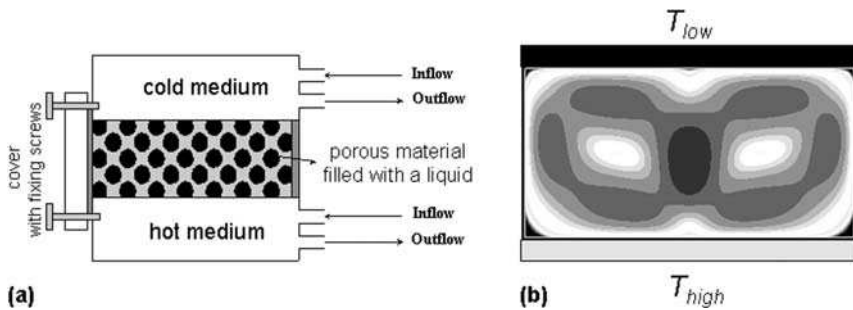 cold medium
Inflow
Outflow
cover
with fixing screws
porous material
filled with a liquid
hot medium
Inflow
Outflow
(a)
T_low
T_high
(b)